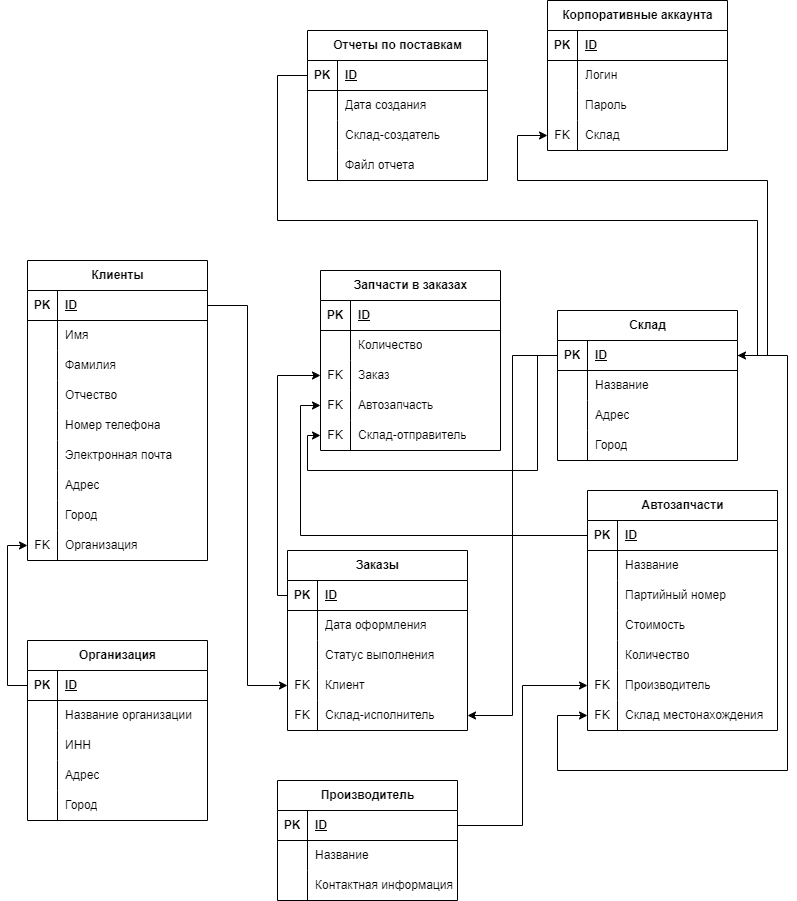 Корпоративные аккаунта
PK ID
Логин
Пароль
FK Склад
Отчеты по поставкам
PK ID
Дата создания
Склад-создатель
Файл отчета
Клиенты
PK ID
Имя
Фамилия
Отчество
Номер телефона
Электронная почта
Адрес
Город
FK Организация
Запчасти в заказах
PK ID
Количество
FK Заказ
FK Автозапчасть
FK Склад-отправитель
Склад
PK ID
Название
Адрес
Город
Автозапчасти
PK ID
Название
Партийный номер
Стоимость
Количество
FK Производитель
FK Склад местонахождения
Заказы
PK ID
Дата оформления
Статус выполнения
FK Клиент
FK Склад-исполнитель
Организация
PK ID
Название организации
ИНН
Адрес
Город
Производитель
PK ID
Название
Контактная информация